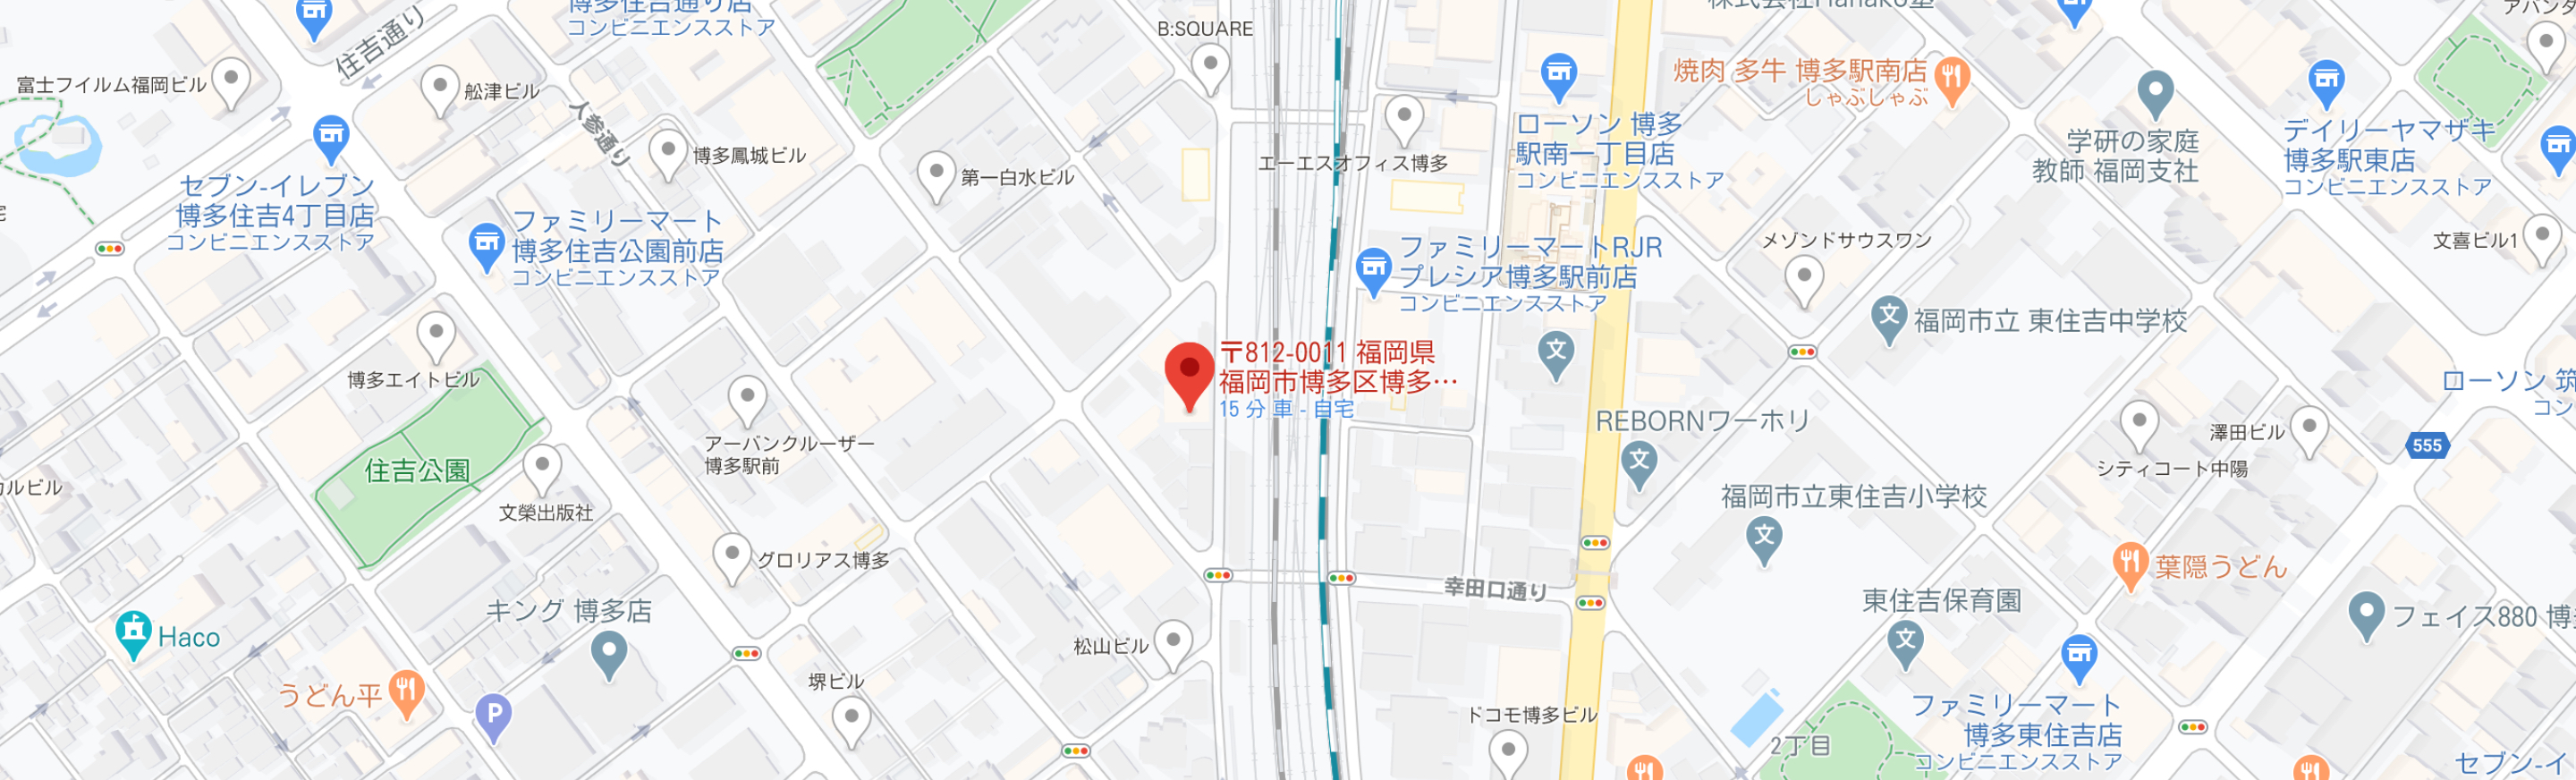 博多住吉通り店
コンビニエンスストア
住吉通り
富士フイルム福岡ビル
舩津ビル
人参通り
博多鳳城ビル
セブン-イレブン
博多住吉4丁目店
コンビニエンスストア
ファミリーマート
博多住吉公園前店
コンビニエンスストア
第一白水ビル
B:SQUARE
エーエスオフィス博多
ローソン 博多
駅南一丁目店
コンビニエンスストア
焼肉 多牛 博多駅南店
しゃぶしゃぶ
学研の家庭
教師 福岡支社
デイリーヤマザキ
博多駅東店
コンビニエンスストア
メゾンドサウスワン
文喜ビル1
ファミリーマートRJR
プレシア博多駅前店
コンビニエンスストア
福岡市立 東住吉中学校
〒812-0011 福岡県
福岡市博多区博多…
15 分 車 - 自宅
博多エイトビル
住吉公園
アーバンクルーザー
博多駅前
文榮出版社
グロリアス博多
REBORNワーホリ
福岡市立東住吉小学校
シティコート中陽
澤田ビル
555
ローソン
幸田口通り
葉隠うどん
東住吉保育園
フェイス880
キング 博多店
Haco
うどん平
P
松山ビル
堺ビル
ドコモ博多ビル
2丁目
ファミリーマート
博多東住吉店
コンビニエンスストア